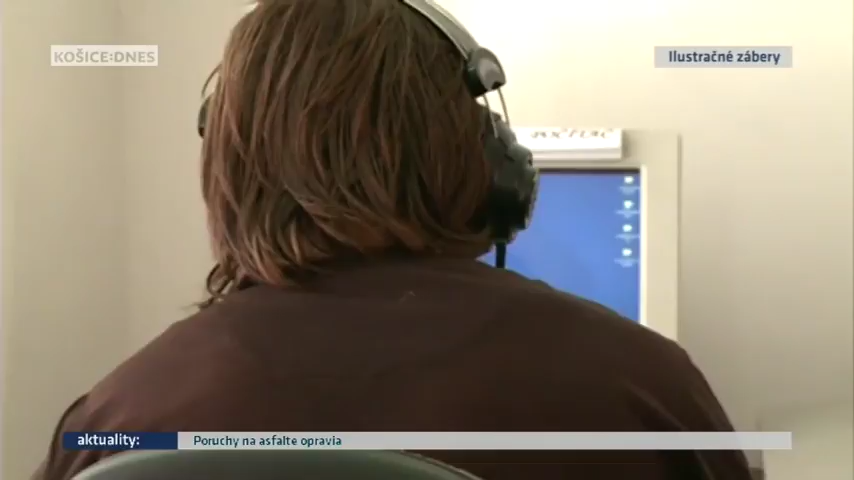 KOŠICE:DNES
Ilustračné zábery
aktuality:
Poruchy na asfalte opravia